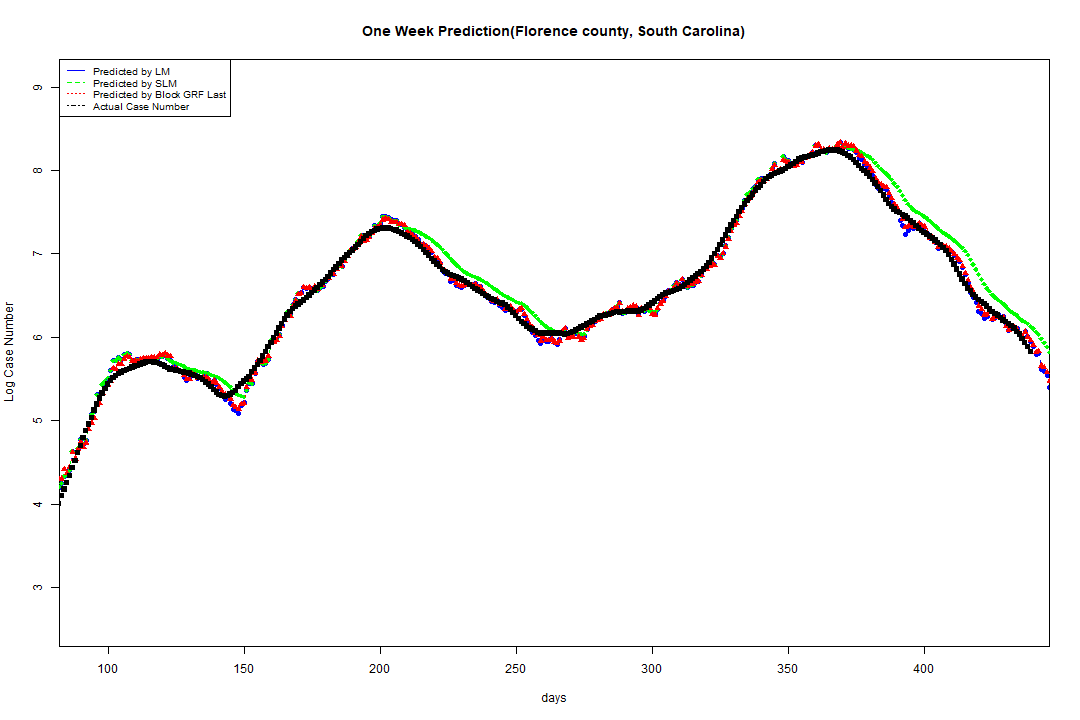 One Week Prediction(Florence county, South Carolina)
Predicted by LM
Predicted by SLM
Predicted by Block GRF Last
Actual Case Number
9
8
7
6
5
4
3
Log Case Number
100 150 200 250 300 350 400
days